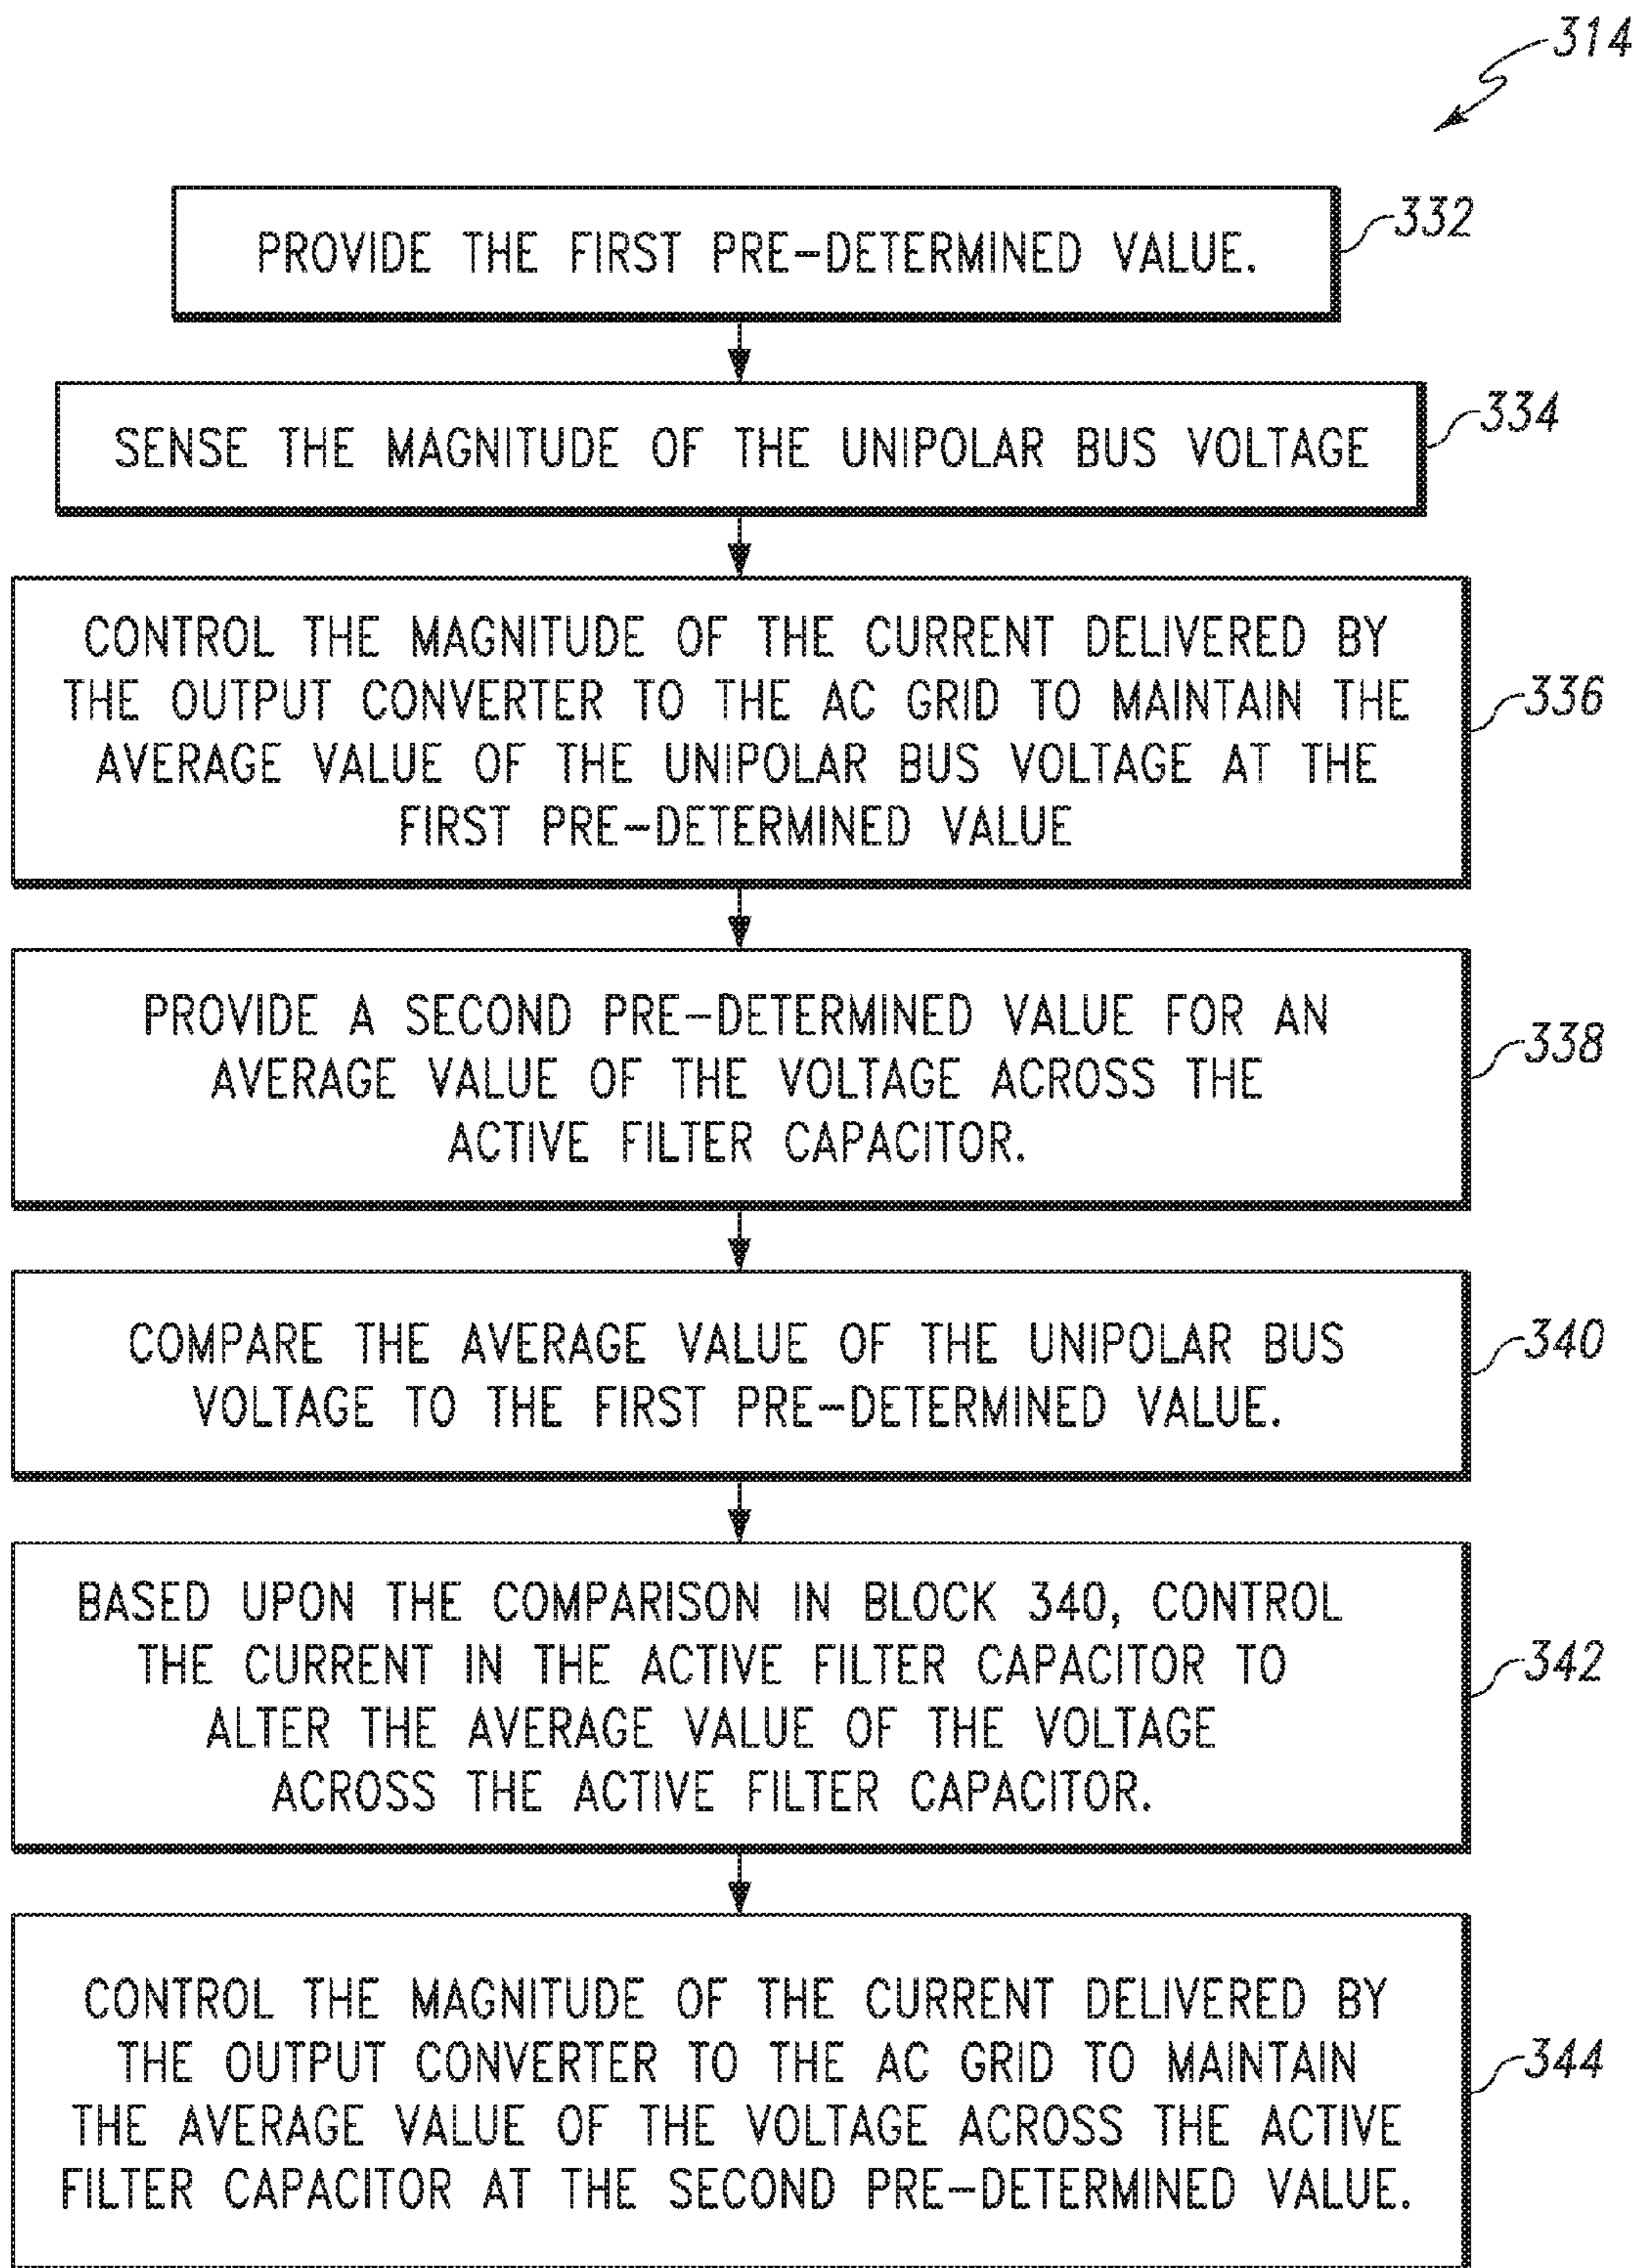 314
PROVIDE THE FIRST PRE-DETERMINED VALUE.
332
SENSE THE MAGNITUDE OF THE UNIPOLAR BUS VOLTAGE
334
CONTROL THE MAGNITUDE OF THE CURRENT DELIVERED BY
THE OUTPUT CONVERTER TO THE AC GRID TO MAINTAIN THE
AVERAGE VALUE OF THE UNIPOLAR BUS VOLTAGE AT THE
FIRST PRE-DETERMINED VALUE
336
PROVIDE A SECOND PRE-DETERMINED VALUE FOR AN
AVERAGE VALUE OF THE VOLTAGE ACROSS THE
ACTIVE FILTER CAPACITOR.
338
COMPARE THE AVERAGE VALUE OF THE UNIPOLAR BUS
VOLTAGE TO THE FIRST PRE-DETERMINED VALUE.
340
BASED UPON THE COMPARISON IN BLOCK 340, CONTROL
THE CURRENT IN THE ACTIVE FILTER CAPACITOR TO
ALTER THE AVERAGE VALUE OF THE VOLTAGE
ACROSS THE ACTIVE FILTER CAPACITOR.
342
CONTROL THE MAGNITUDE OF THE CURRENT DELIVERED BY
THE OUTPUT CONVERTER TO THE AC GRID TO MAINTAIN
THE AVERAGE VALUE OF THE VOLTAGE ACROSS THE ACTIVE
FILTER CAPACITOR AT THE SECOND PRE-DETERMINED VALUE.
344